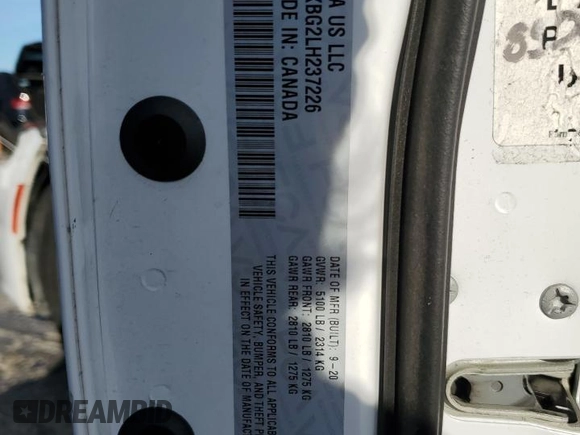 A US LLC
KBG2LH237226
IN: CANADA
DATE OF MFR (BUILT): 9-20
GVWR: 5100 LB / 2314 KG
GAWR FRONT: 2810 LB / 1275 KG
GAWR REAR: 2810 LB / 1275 KG
THIS VEHICLE CONFORMS TO ALL APPLICABL
VEHICLE SAFETY, BUMPER, AND THEFT P
IN EFFECT ON THE DATE OF MANUFAC
DREAMBID